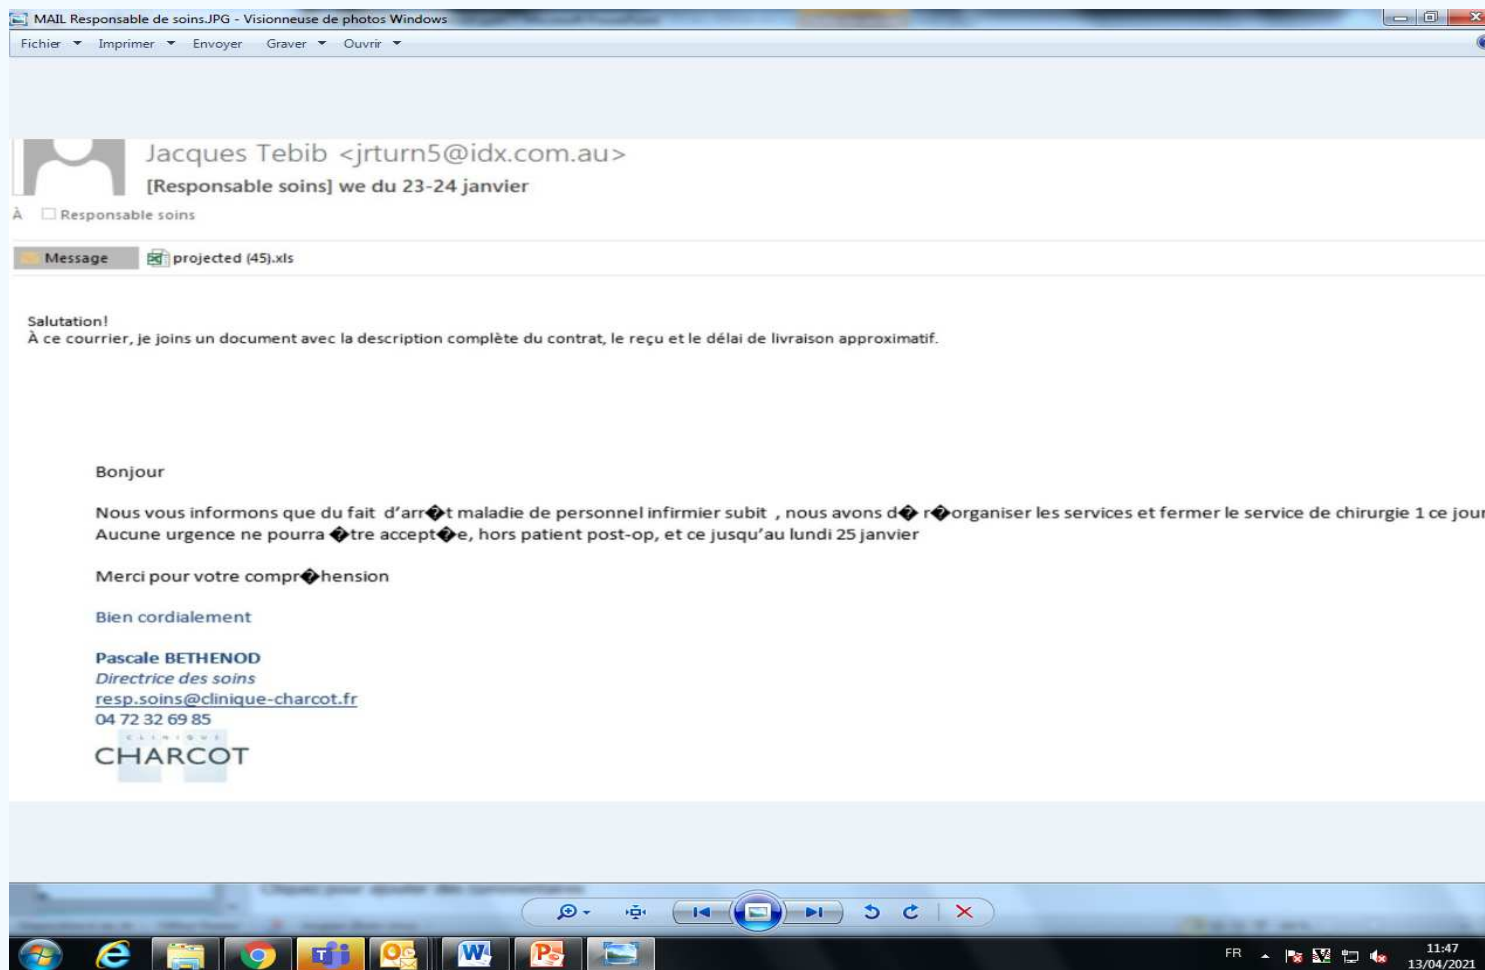 MAIL Responsable de soins.JPG - Visionneuse de photos Windows
Fichier Imprimer Envoyer Graver Ouvrir
Jacques Tebib <jrturn5@idx.com.au>
[Responsable soins] we du 23-24 janvier
À Responsable soins
Message projected (45).xls
Salutation!
À ce courrier, je joins un document avec la description complète du contrat, le reçu et le délai de livraison approximatif.
Bonjour
Nous vous informons que du fait d'arr�t maladie de personnel infirmier subit , nous avons d� r�organiser les services et fermer le service de chirurgie 1 ce jour
Aucune urgence ne pourra �tre accept�e, hors patient post-op, et ce jusqu'au lundi 25 janvier
Merci pour votre compr�hension
Bien cordialement
Pascale BETHENOD
Directrice des soins
resp.soins@clinique-charcot.fr
04 72 32 69 85
CLINIQUE
CHARCOT
Cliquez pour ajouter des commentaires
FR 11:47
13/04/2021